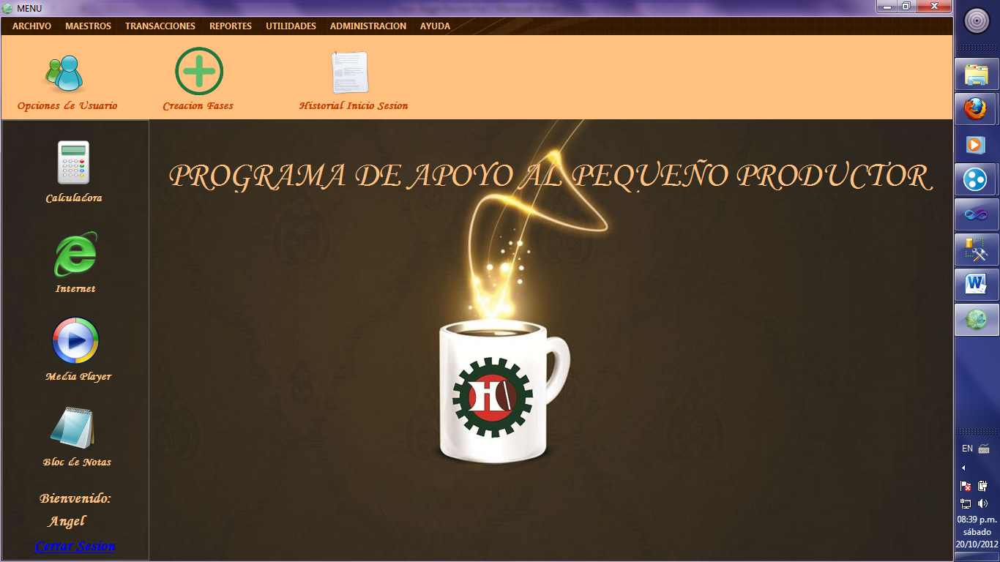 MENU
ARCHIVO MAESTROS TRANSACCIONES REPORTES UTILIDADES ADMINISTRACION AYUDA
Opciones de Usuario Creacion Fases Historial Inicio Sesion
PROGRAMA DE APOYO AL PEQUEÑO PRODUCTOR
Calculadora
Internet
Media Player
Bloc de Notas
Bienvenido:
Angel
Cerrar Sesion
H
EN
08:39 p.m.
sábado
20/10/2012